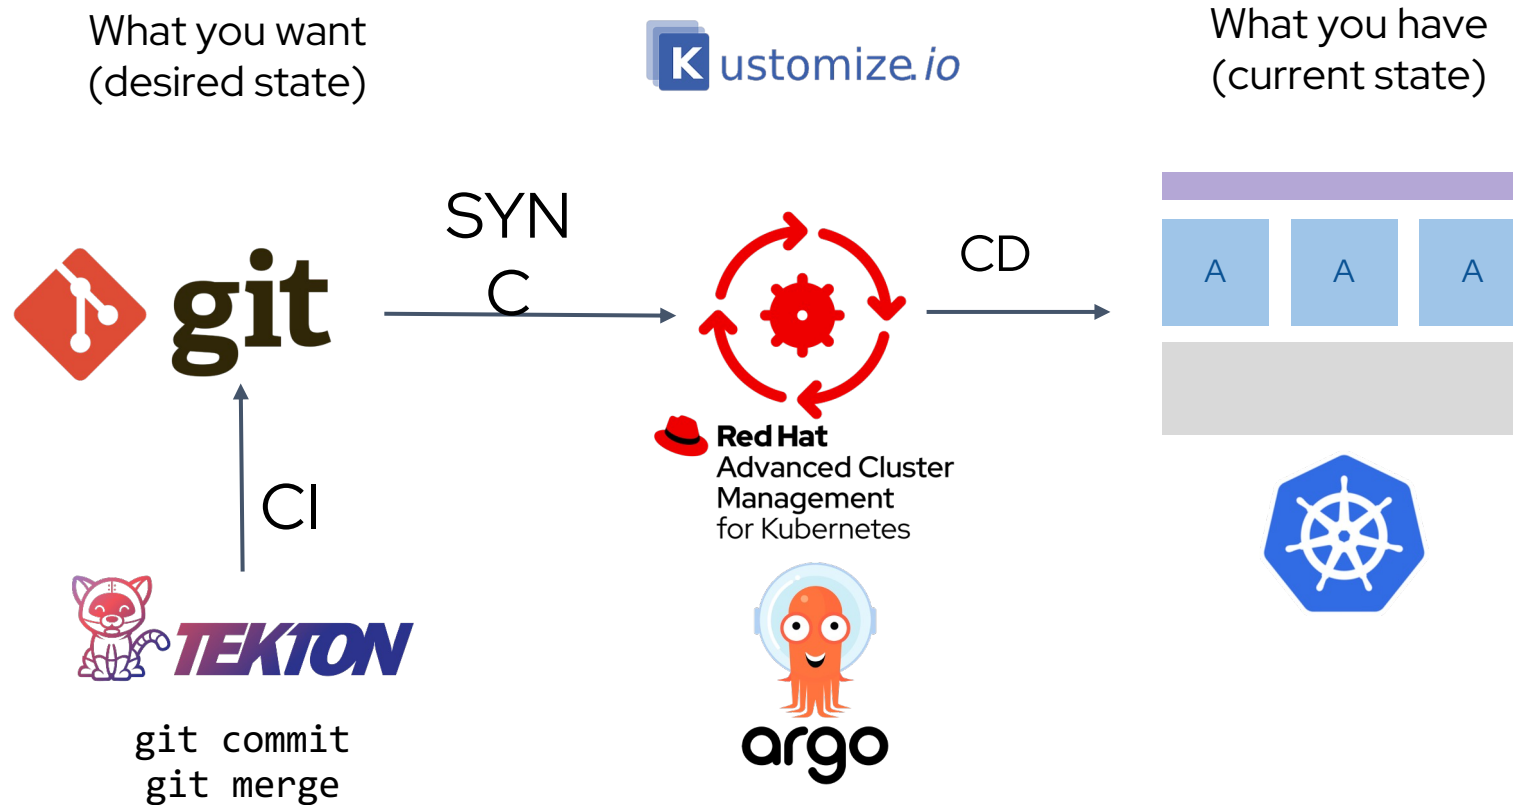 What you want
(desired state)
Kustomize.io
What you have
(current state)
SYN
C
CD
A A A
git
CI
Red Hat
Advanced Cluster
Management
for Kubernetes
TEKTON
argo
git commit
git merge